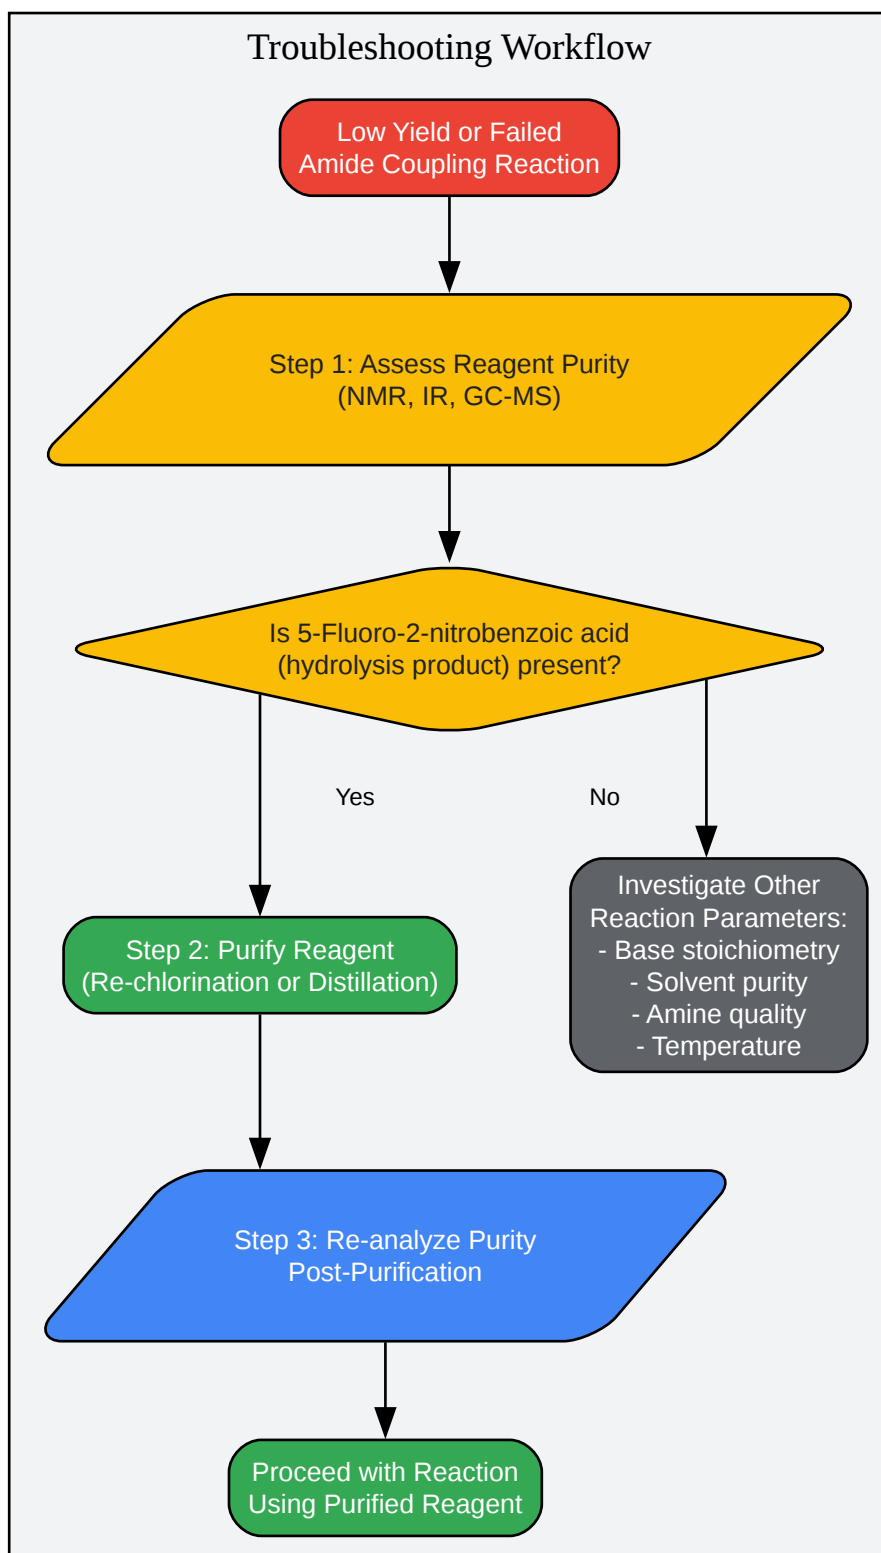 Troubleshooting Workflow
Low Yield or Failed
Amide Coupling Reaction
Step 1: Assess Reagent Purity
(NMR, IR, GC-MS)
Is 5-Fluoro-2-nitrobenzoic acid
(hydrolysis product) present?
Yes
No
Investigate Other
Reaction Parameters:
- Base stoichiometry
- Solvent purity
- Amine quality
- Temperature
Step 2: Purify Reagent
(Re-chlorination or Distillation)
Step 3: Re-analyze Purity
Post-Purification
Proceed with Reaction
Using Purified Reagent